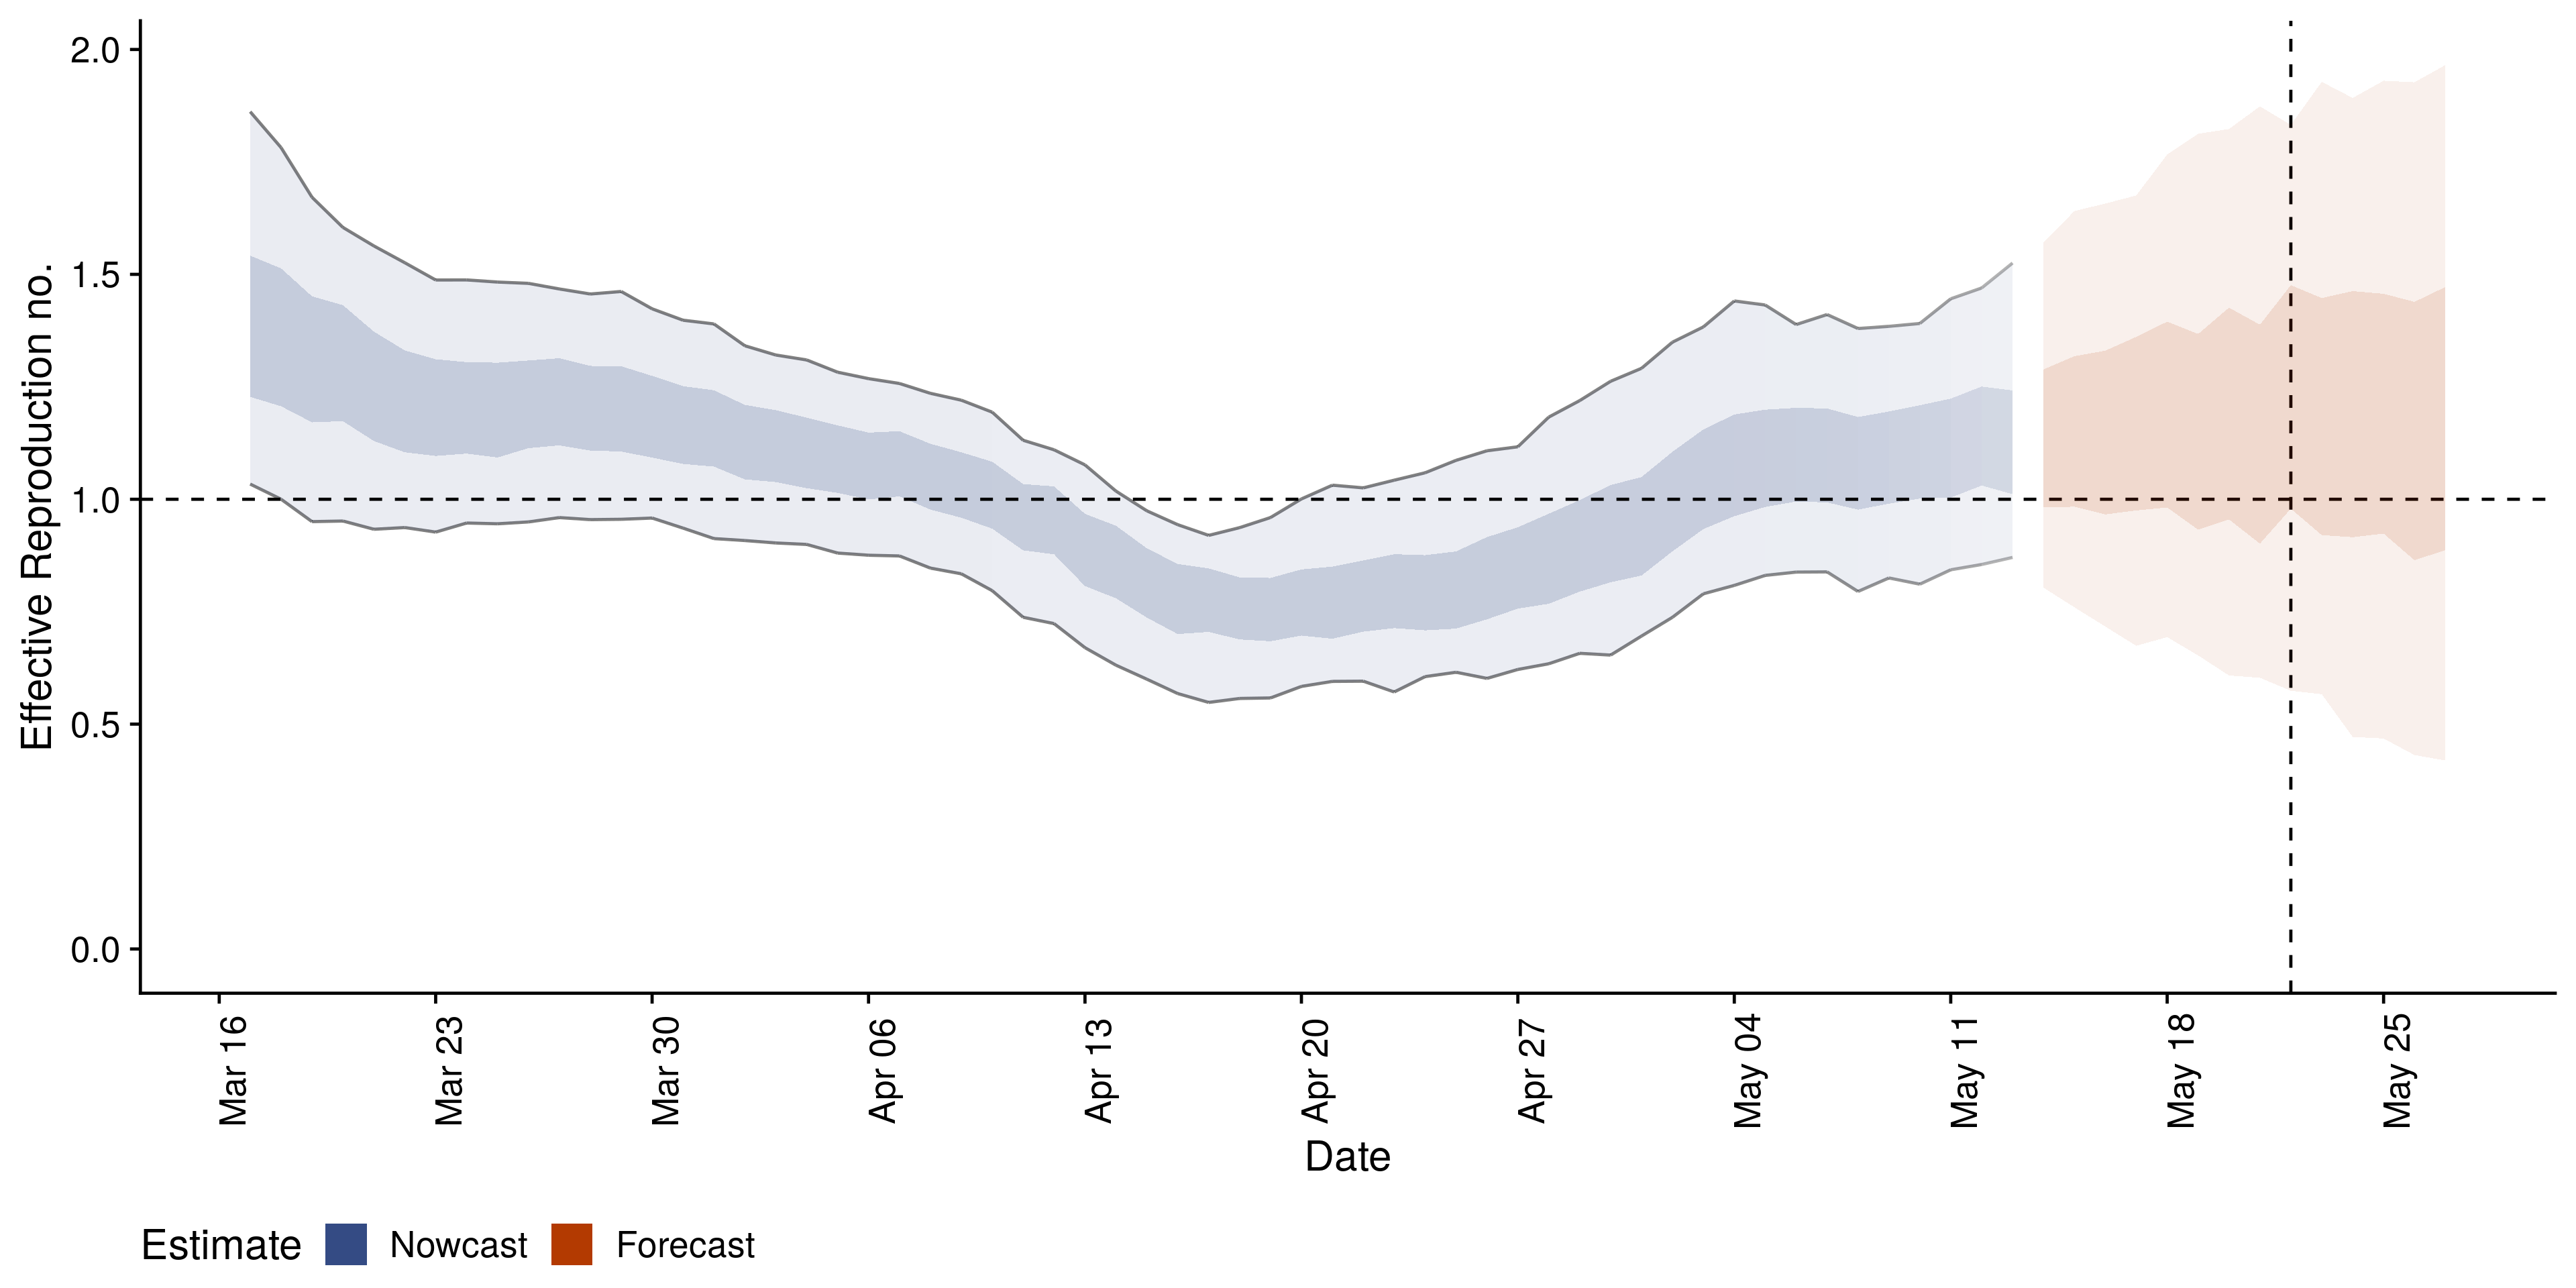 Effective Reproduction no.
2.0
1.5
1.0
0.5
0.0
Mar 16
Mar 23
Mar 30
Apr 06
Apr 13
Apr 20
Apr 27
May 04
May 11
May 18
May 25
Date
Estimate Nowcast Forecast